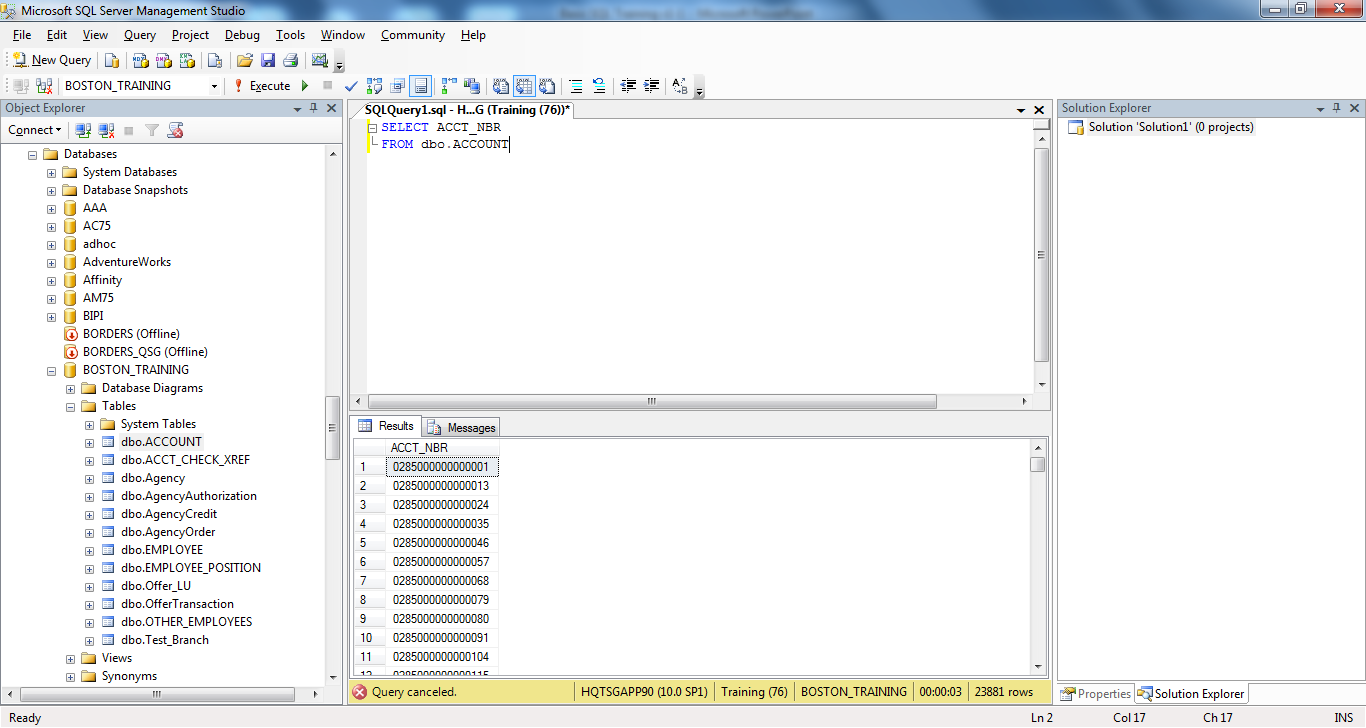 Microsoft SQL Server Management Studio
File Edit View Query Project Debug Tools Window Community Help
New Query
BOSTON_TRAINING Execute
Object Explorer
Connect
Databases
System Databases
Database Snapshots
AAA
AC75
adhoc
AdventureWorks
Affinity
AM75
BIPI
BORDERS (Offline)
BORDERS_QSG (Offline)
BOSTON_TRAINING
Database Diagrams
Tables
System Tables
dbo.ACCOUNT
dbo.ACCT_CHECK_XREF
dbo.Agency
dbo.AgencyAuthorization
dbo.AgencyCredit
dbo.AgencyOrder
dbo.EMPLOYEE
dbo.EMPLOYEE_POSITION
dbo.Offer_LU
dbo.OfferTransaction
dbo.OTHER_EMPLOYEES
dbo.Test_Branch
Views
Synonyms
SQLQuery1.sql - H...G (Training (76))*
SELECT ACCT_NBR
FROM dbo.ACCOUNT
Results Messages
ACCT_NBR
1 0285000000000001
2 0285000000000013
3 0285000000000024
4 0285000000000035
5 0285000000000046
6 0285000000000057
7 0285000000000068
8 0285000000000079
9 0285000000000080
10 0285000000000091
11 0285000000000104
12 0285000000000115
Query canceled. HQTSGAPP90 (10.0 SP1) Training (76) BOSTON_TRAINING 00:00:03 23881 rows
Solution Explorer
Solution 'Solution1' (0 projects)
Properties Solution Explorer
Ready Ln 2 Col 17 Ch 17 INS